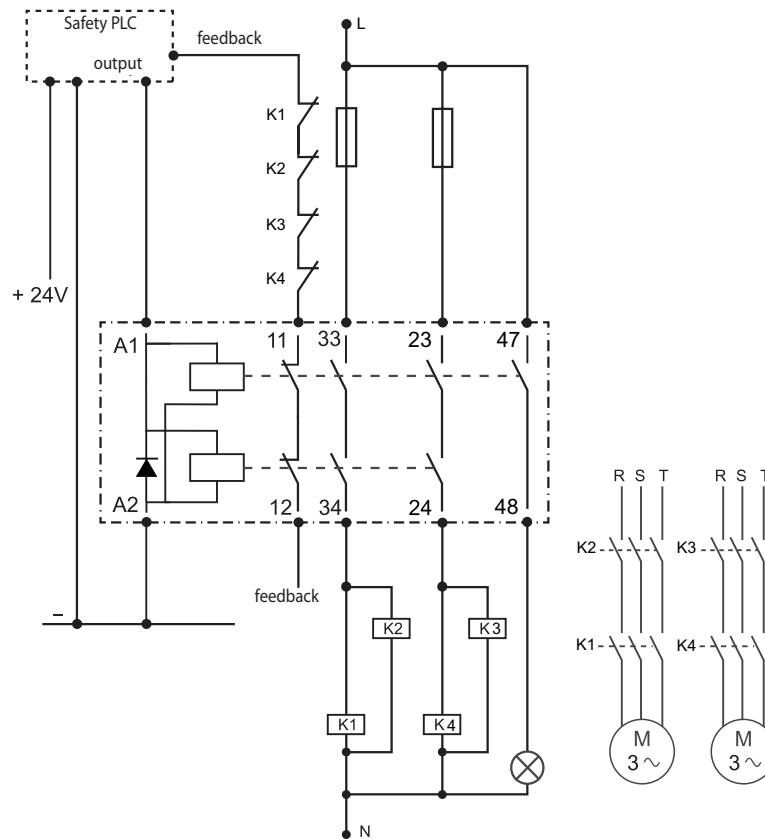 Safety PLC
output
feedback
L
K1
K2
K3
K4
+ 24V
A1
11
33
23
47
A2
12
34
24
48
feedback
–
K2
K3
K1
K4
N
R S T
R S T
K2
K3
K1
K4
M
3 ~
M
3 ~